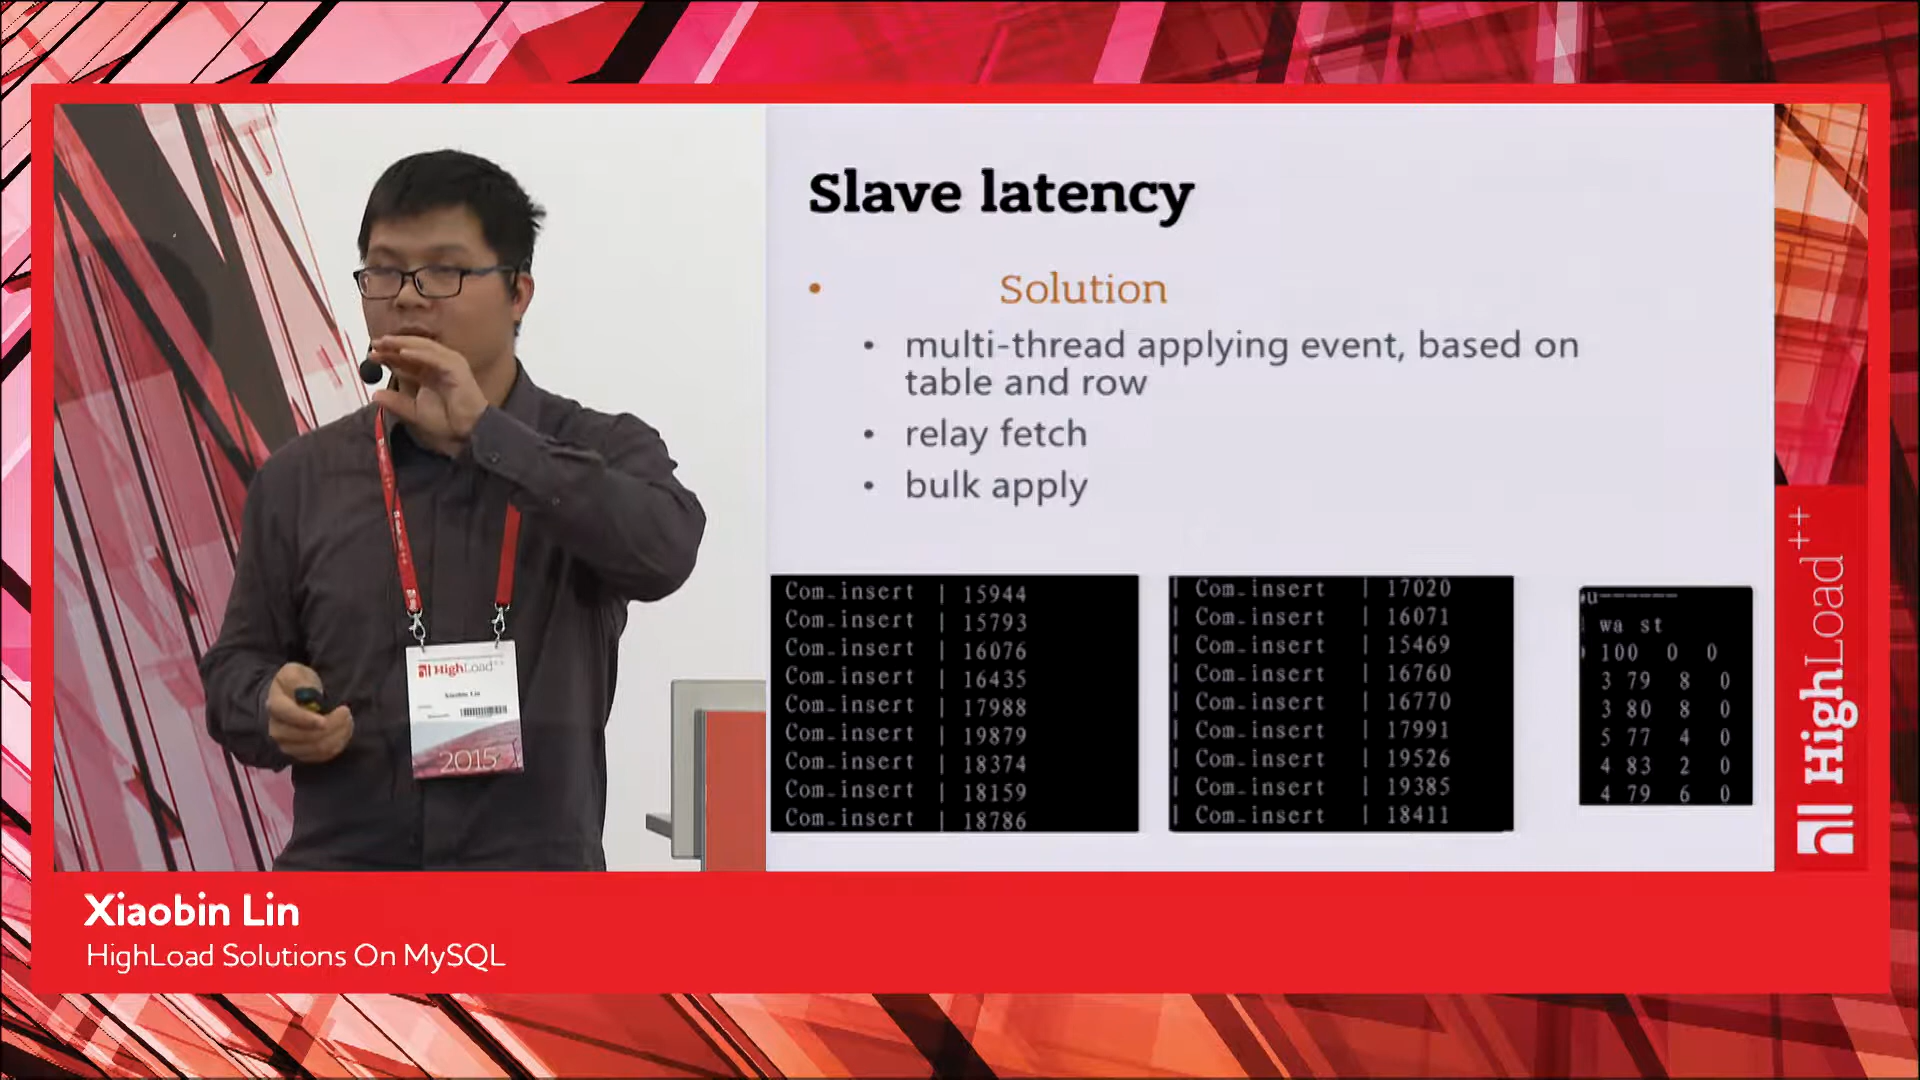 Slave latency
• Solution
• multi-thread applying event, based on
table and row
• relay fetch
• bulk apply
Com_insert | 15944
Com_insert | 15793
Com_insert | 16076
Com_insert | 16435
Com_insert | 17988
Com_insert | 19879
Com_insert | 18374
Com_insert | 18159
Com_insert | 18786
| Com_insert | 17020
| Com_insert | 16071
| Com_insert | 15469
| Com_insert | 16760
| Com_insert | 16770
| Com_insert | 17991
| Com_insert | 19526
| Com_insert | 19385
| Com_insert | 18411
u------
wa st
100 0 0
3 79 8 0
3 80 8 0
5 77 4 0
4 83 2 0
4 79 6 0
HighLoad++
HighLoad++
Xiaobin Lin
2015
Xiaobin Lin
HighLoad Solutions On MySQL